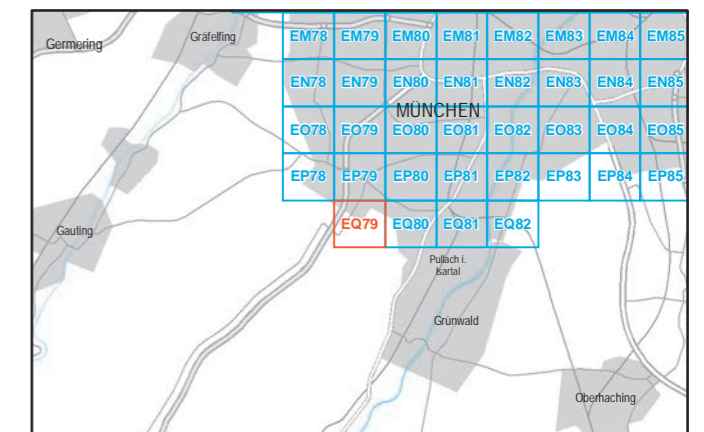 Germering
Gräfelfing
EM78 EM79 EM80 EM81 EM82 EM83 EM84 EM85
EN78 EN79 EN80 EN81 EN82 EN83 EN84 EN85
MÜNCHEN
EO78 EO79 EO80 EO81 EO82 EO83 EO84 EO85
EP78 EP79 EP80 EP81 EP82 EP83 EP84 EP85
Gauting
EQ79 EQ80 EQ81 EQ82
Pullach i.
Isartal
Grünwald
Oberhaching